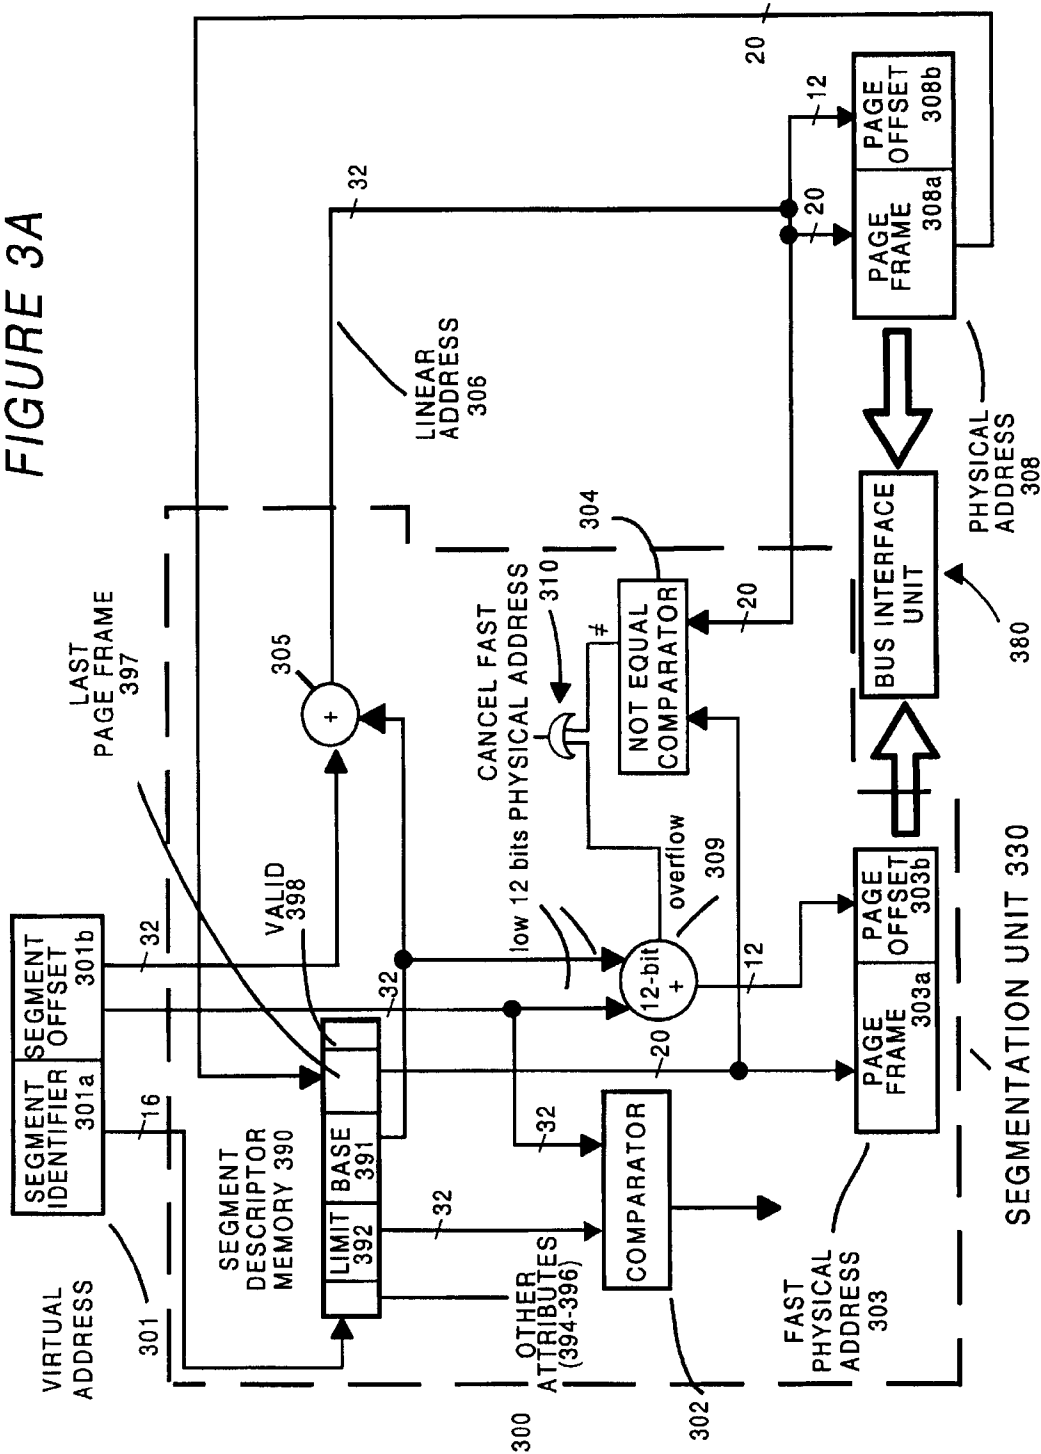 FIGURE 3A
VIRTUAL
ADDRESS
301
SEGMENT
IDENTIFIER
301a
SEGMENT
OFFSET
301b
16
32
LAST
PAGE FRAME
397
20
SEGMENT
DESCRIPTOR
MEMORY 390
VALID
398
LIMIT
392
BASE
391
32
305
+
32
LINEAR
ADDRESS
306
OTHER
ATTRIBUTES
(394-396)
32
32
COMPARATOR
302
300
low 12 bits
12-bit
+
overflow
309
20
12
CANCEL FAST
PHYSICAL ADDRESS
310
≠
NOT EQUAL
COMPARATOR
304
20
20
12
FAST
PHYSICAL
ADDRESS
303
PAGE
FRAME
303a
PAGE
OFFSET
303b
BUS INTERFACE
UNIT
380
PAGE
FRAME
308a
PAGE
OFFSET
308b
PHYSICAL
ADDRESS
308
SEGMENTATION UNIT 330